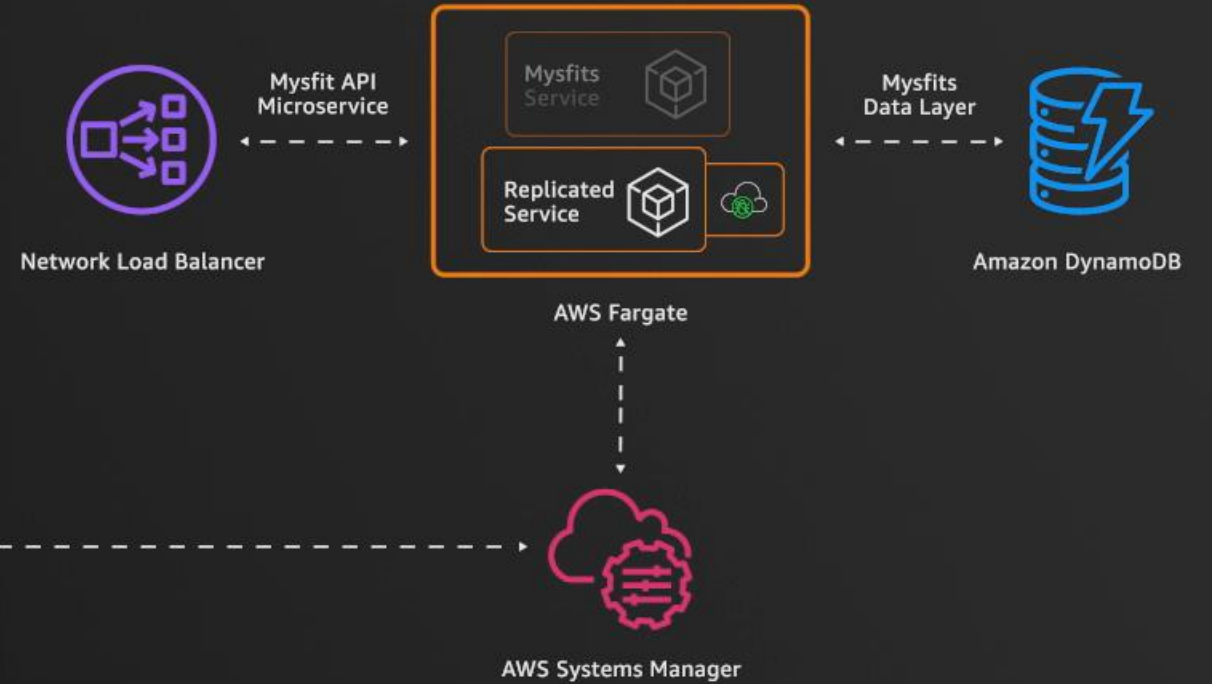 Mysfit API
Microservice
Mysfits
Service
Mysfits
Data Layer
Replicated
Service
Network Load Balancer
Amazon DynamoDB
AWS Fargate
AWS Systems Manager